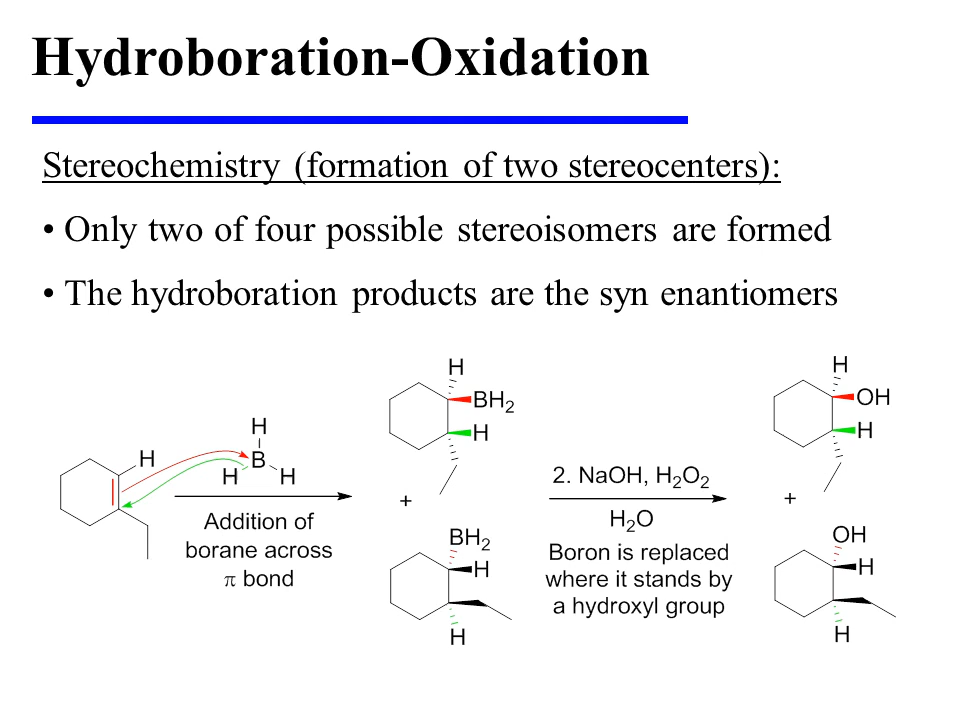 Hydroboration-Oxidation
Stereochemistry (formation of two stereocenters):
• Only two of four possible stereoisomers are formed
• The hydroboration products are the syn enantiomers
H
H
B
H H
Addition of
borane across
π bond
H
BH2
H
+
BH2
H
H
2. NaOH, H2O2
H2O
Boron is replaced
where it stands by
a hydroxyl group
H
OH
H
+
OH
H
H